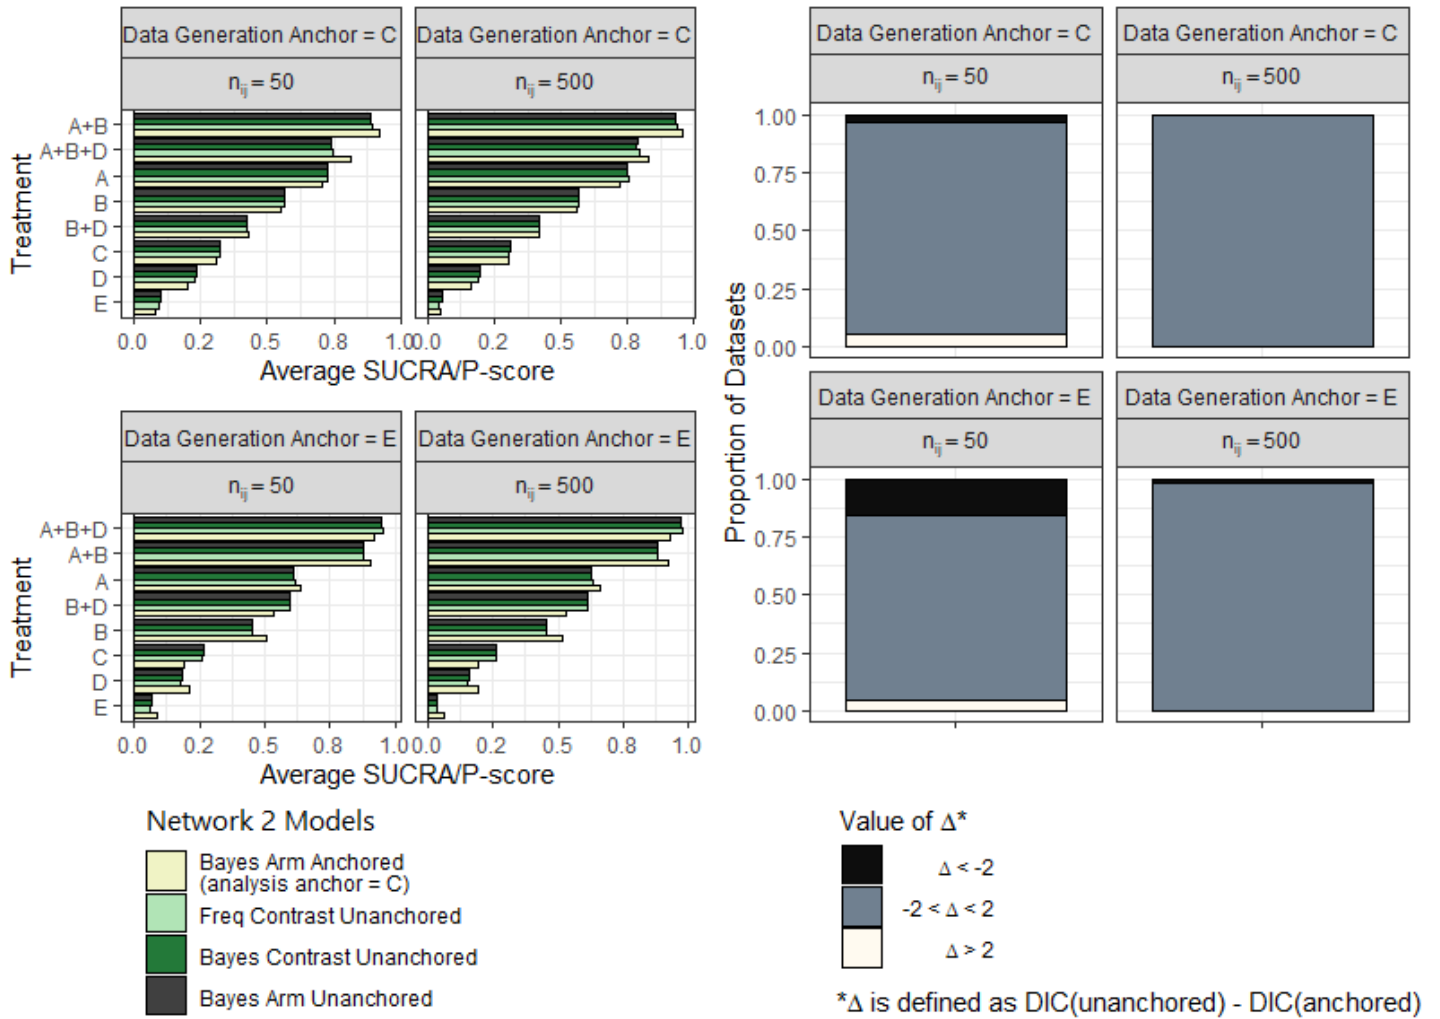 Data Generation Anchor = C
Data Generation Anchor = C
nij = 50
nij = 500
Treatment
A+B
A+B+D
A
B
B+D
C
D
E
0.0 0.2 0.5 0.8 1.0
0.0 0.2 0.5 0.8 1.0
Average SUCRA/P-score
Data Generation Anchor = E
Data Generation Anchor = E
nij = 50
nij = 500
Treatment
A+B+D
A+B
A
B+D
B
C
D
E
0.0 0.2 0.5 0.8 1.0
0.0 0.2 0.5 0.8 1.0
Average SUCRA/P-score
Network 2 Models
Bayes Arm Anchored
(analysis anchor = C)
Freq Contrast Unanchored
Bayes Contrast Unanchored
Bayes Arm Unanchored
Data Generation Anchor = C
Data Generation Anchor = C
nij = 50
nij = 500
Proportion of Datasets
1.00
0.75
0.50
0.25
0.00
Data Generation Anchor = E
Data Generation Anchor = E
nij = 50
nij = 500
1.00
0.75
0.50
0.25
0.00
Value of Δ*
Δ < -2
-2 < Δ < 2
Δ > 2
*Δ is defined as DIC(unanchored) - DIC(anchored)